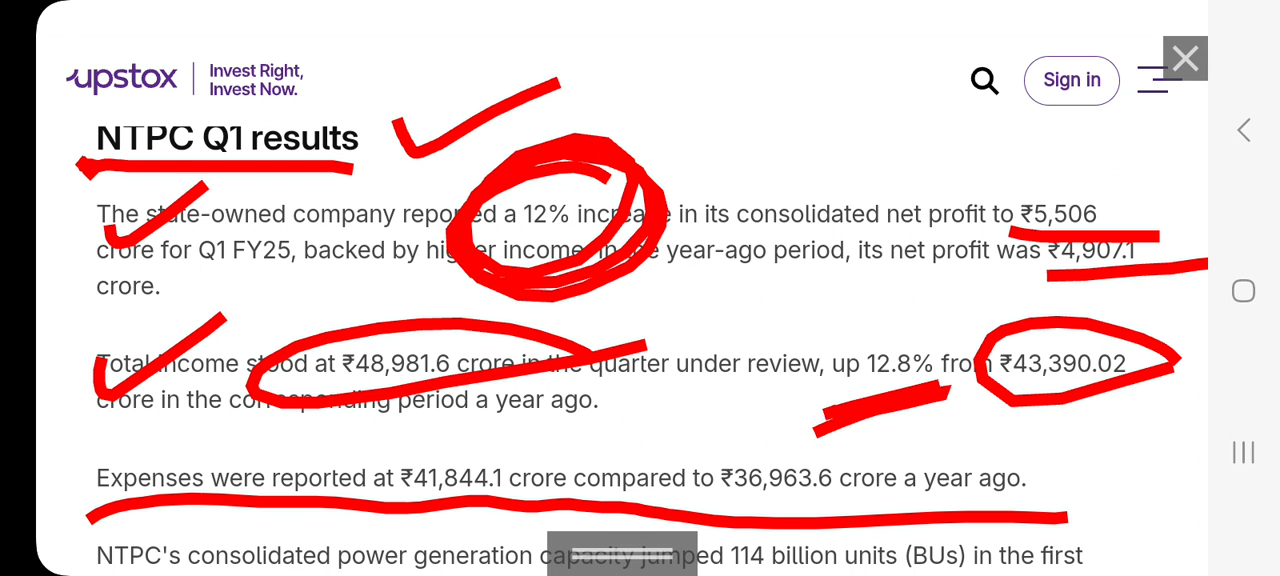 upstox
Invest Right,
Invest Now.
Sign in
NTPC Q1 results
The state-owned company reported a 12% increase in its consolidated net profit to ₹5,506
crore for Q1 FY25, backed by higher income. In the year-ago period, its net profit was ₹4,907.1
crore.
Total income stood at ₹48,981.6 crore in the quarter under review, up 12.8% from ₹43,390.02
crore in the corresponding period a year ago.
Expenses were reported at ₹41,844.1 crore compared to ₹36,963.6 crore a year ago.
NTPC's consolidated power generation capacity jumped 114 billion units (BUs) in the first